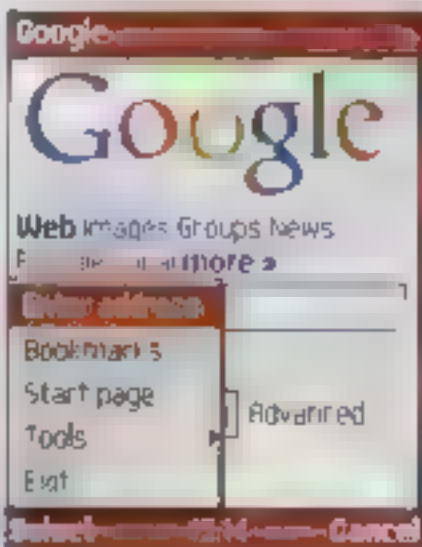 Google
Google
Web Images Groups News
more »
Enter address
Bookmarks
Start page
Tools
Advanced
Exit
Select Cancel